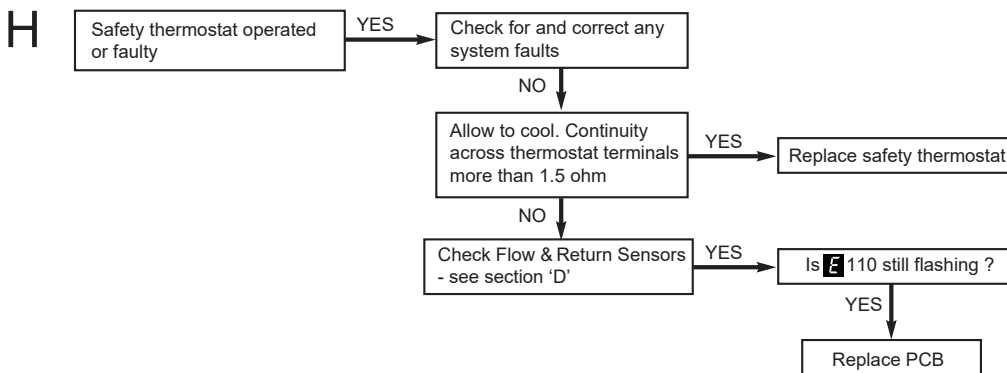 H
Safety thermostat operated
or faulty
YES
Check for and correct any
system faults
NO
Allow to cool. Continuity
across thermostat terminals
more than 1.5 ohm
YES
Replace safety thermostat
NO
Check Flow & Return Sensors
- see section ‘D’
YES
Is E 110 still flashing ?
YES
Replace PCB